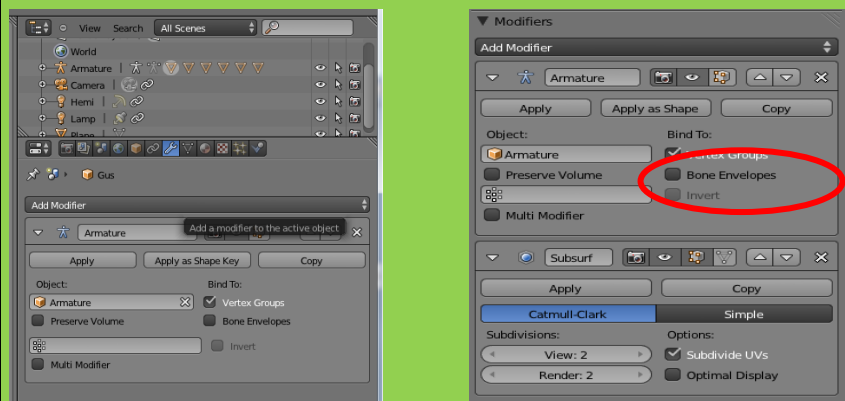 View Search All Scenes
World
Armature
Camera
Hemi
Lamp
Plane
Gus
Add Modifier
Add a modifier to the active object
Armature
Apply Apply as Shape Key Copy
Object: Bind To:
Armature Vertex Groups
Preserve Volume Bone Envelopes
Invert
Multi Modifier
Modifiers
Add Modifier
Armature
Apply Apply as Shape Copy
Object: Bind To:
Armature Vertex Groups
Preserve Volume Bone Envelopes
Invert
Multi Modifier
Subsurf
Apply Copy
Catmull-Clark Simple
Subdivisions: Options:
View: 2 Subdivide UVs
Render: 2 Optimal Display